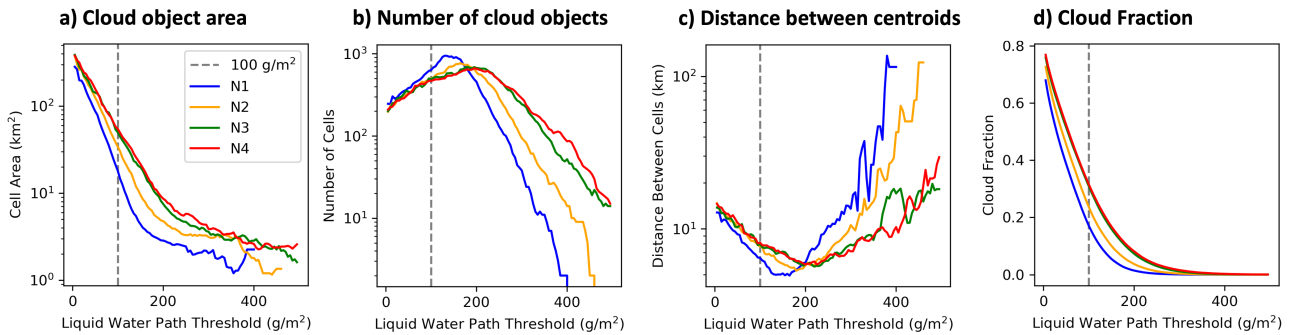 a) Cloud object area
b) Number of cloud objects
c) Distance between centroids
d) Cloud Fraction
Cell Area (km²)
10²
10¹
10⁰
0
200
400
Liquid Water Path Threshold (g/m²)
100 g/m²
N1
N2
N3
N4
Number of Cells
10³
10²
10¹
0
200
400
Liquid Water Path Threshold (g/m²)
Distance Between Cells (km)
10²
10¹
0
200
400
Liquid Water Path Threshold (g/m²)
Cloud Fraction
0.8
0.6
0.4
0.2
0.0
0
200
400
Liquid Water Path Threshold (g/m²)